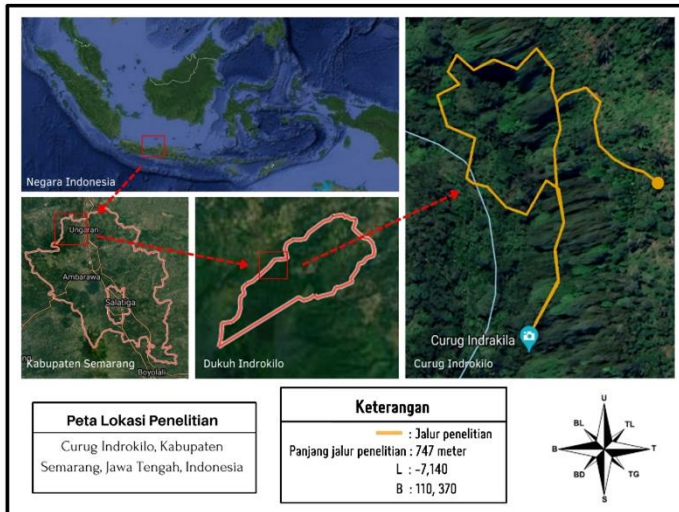 Negara Indonesia
Ungaran
Ambarawa
Salatiga
Boyolali
Kabupaten Semarang
Dukuh Indrokilo
Curug Indrakila
Curug Indrokilo
Peta Lokasi Penelitian
Curug Indrokilo, Kabupaten
Semarang, Jawa Tengah, Indonesia
Keterangan
: Jalur penelitian
Panjang jalur penelitian : 747 meter
L : -7,140
B : 110, 370
U
BL
TL
B
T
BD
TG
S